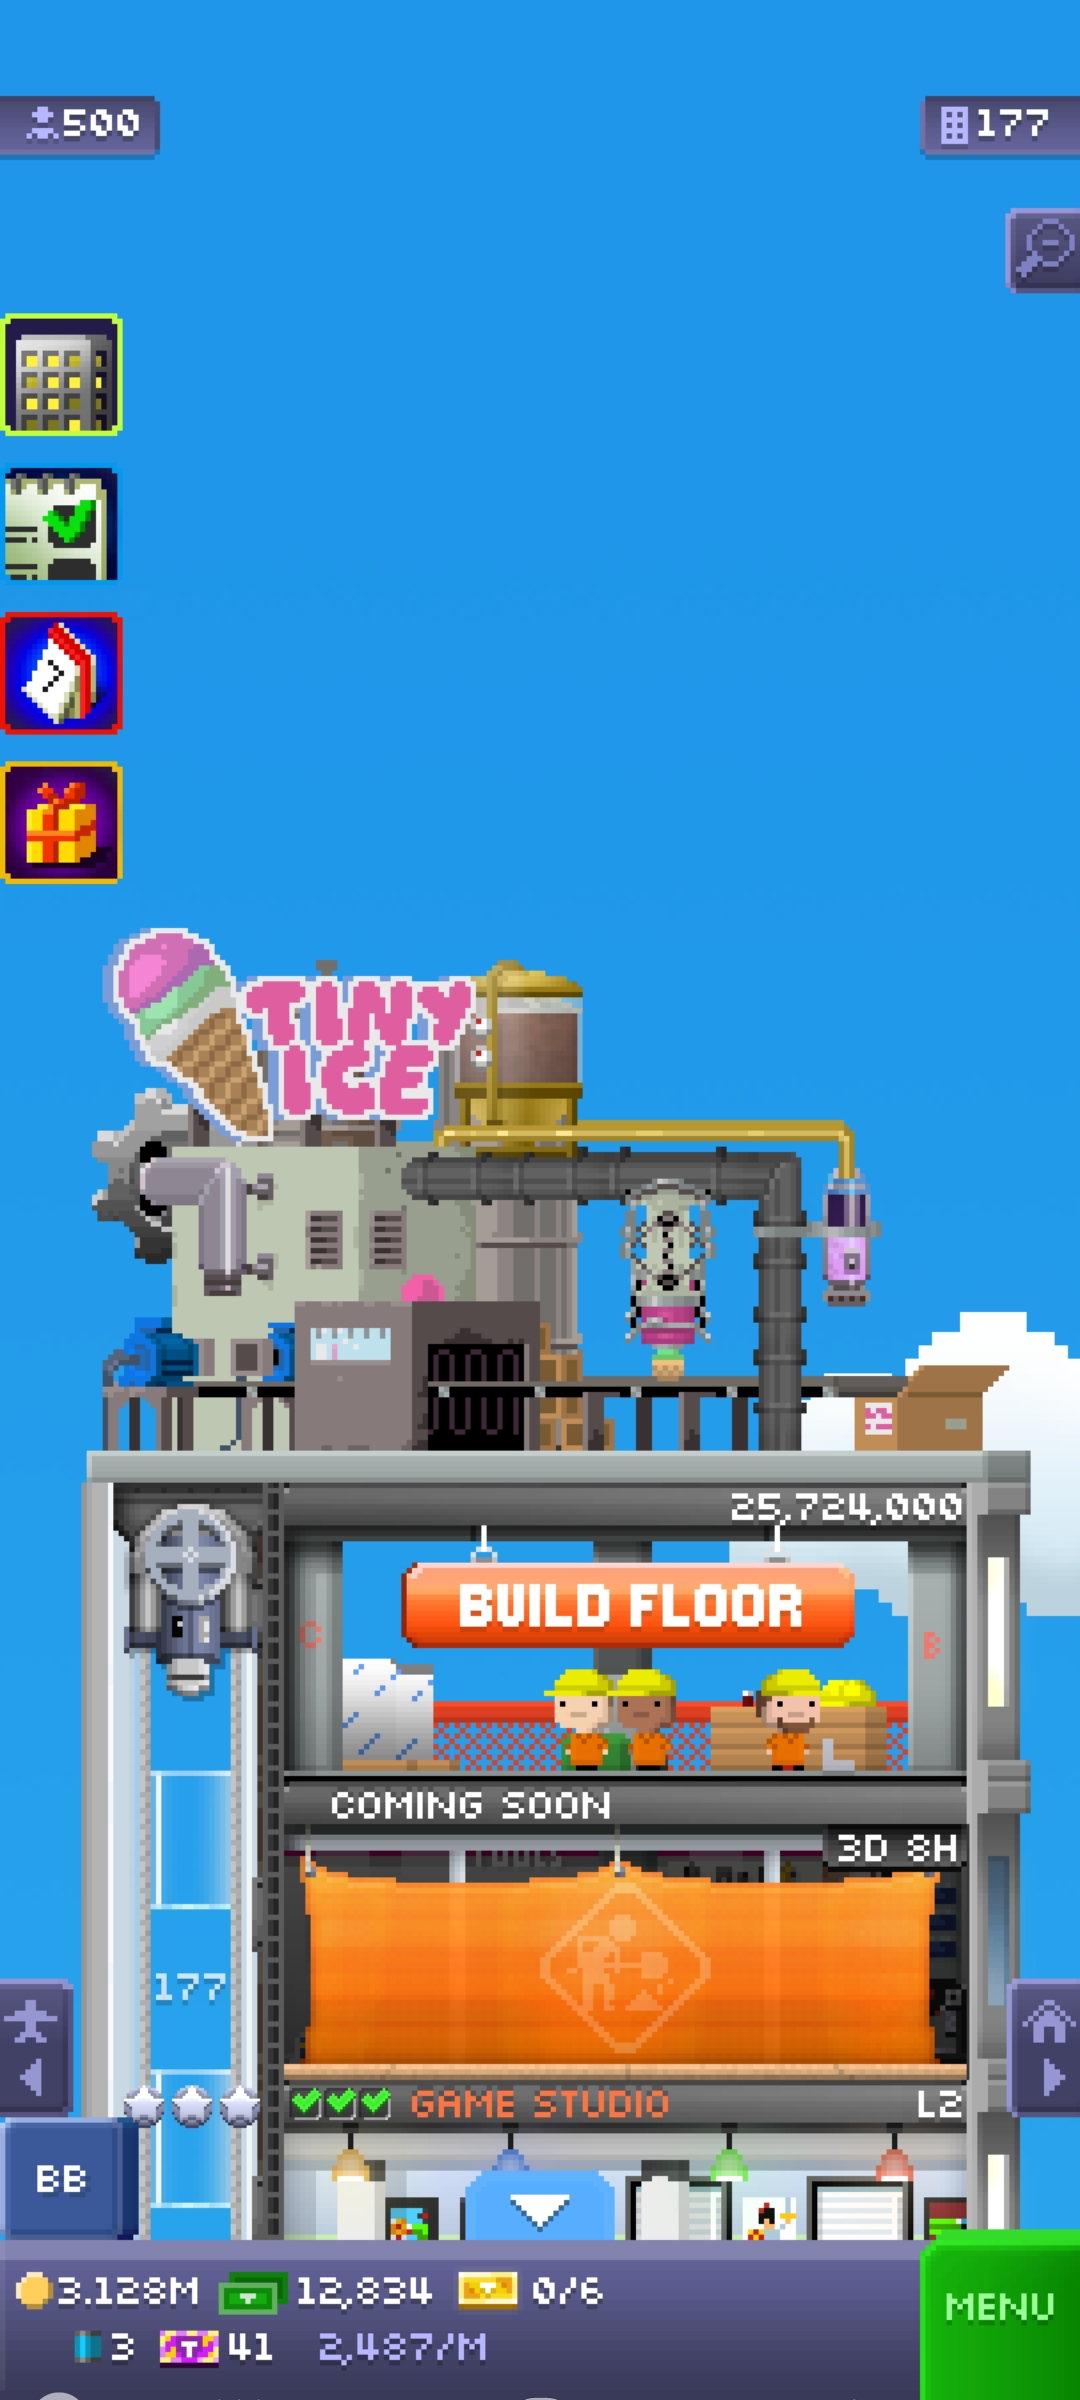 500
177
7
TINY
ICE
25,724,000
BUILD FLOOR
C
B
COMING SOON
3D 8H
177
GAME STUDIO
L2
BB
3.128M
12,834
0/6
MENU
3
T
41
2,487/M